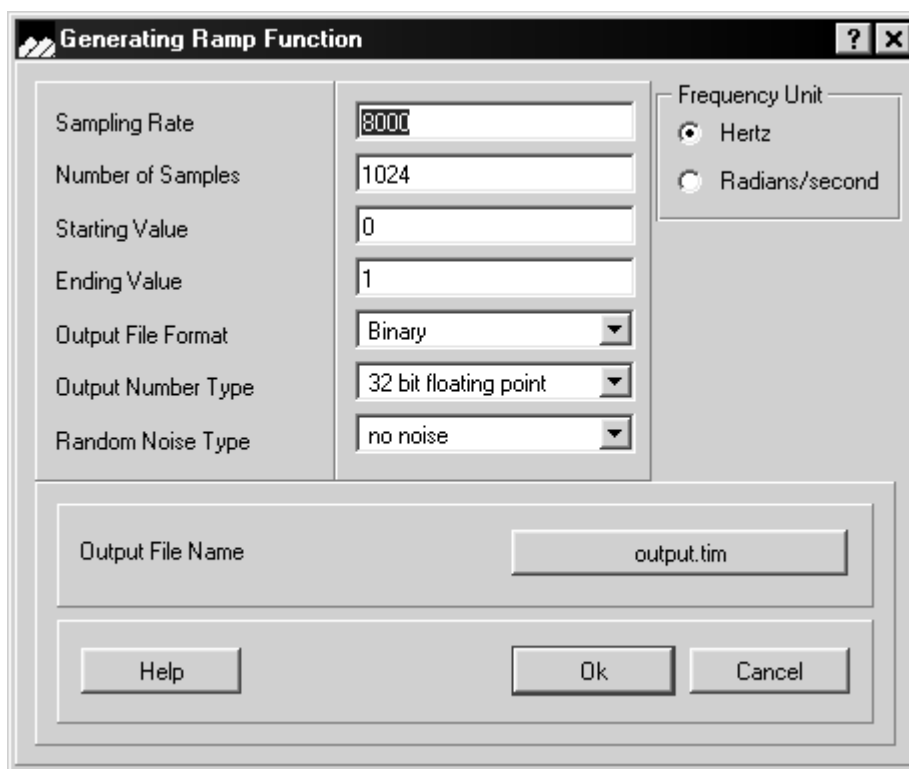 Generating Ramp Function
? X
Sampling Rate 8000
Number of Samples 1024
Starting Value 0
Ending Value 1
Output File Format Binary
Output Number Type 32 bit floating point
Random Noise Type no noise
Frequency Unit
Hertz
Radians/second
Output File Name output.tim
Help Ok Cancel